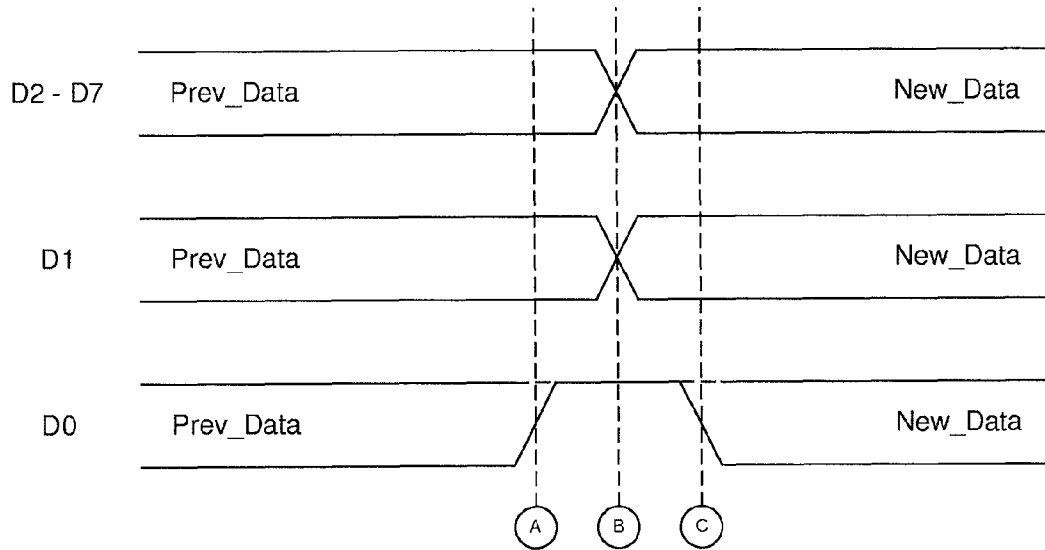 D2 - D7 Prev_Data New_Data
D1 Prev_Data New_Data
D0 Prev_Data New_Data
A B C